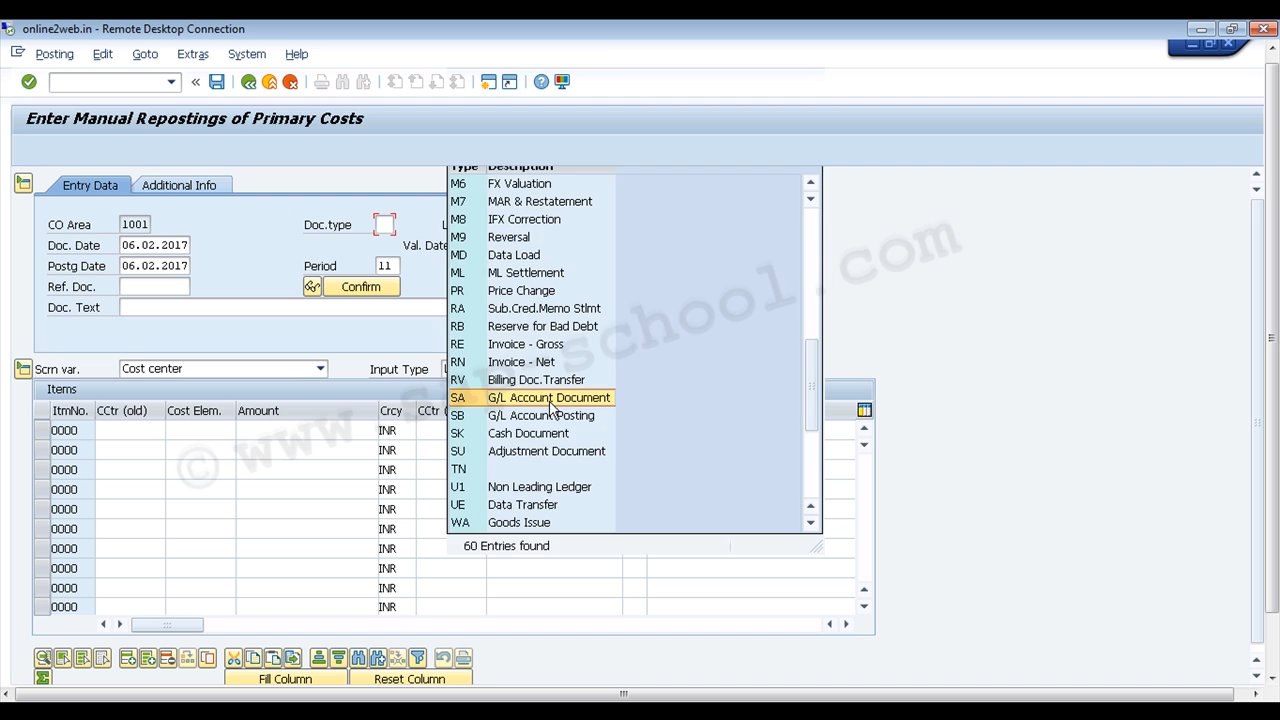 online2web.in - Remote Desktop Connection
Posting Edit Goto Extras System Help
Enter Manual Repostings of Primary Costs
Entry Data Additional Info
CO Area 1001 Doc.type
Doc. Date 06.02.2017 Val. Date
Postg Date 06.02.2017 Period 11
Ref. Doc. Confirm
Doc. Text
Type Description
M6 FX Valuation
M7 MAR & Restatement
M8 IFX Correction
M9 Reversal
MD Data Load
ML ML Settlement
PR Price Change
RA Sub.Cred.Memo Stlmt
RB Reserve for Bad Debt
RE Invoice - Gross
RN Invoice - Net
RV Billing Doc.Transfer
SA G/L Account Document
SB G/L Account Posting
SK Cash Document
SU Adjustment Document
TN
U1 Non Leading Ledger
UE Data Transfer
WA Goods Issue
60 Entries found
Scrn var. Cost center Input Type
Items
ItmNo. CCtr (old) Cost Elem. Amount Crcy
0000 INR
0000 INR
0000 INR
0000 INR
0000 INR
0000 INR
0000 INR
0000 INR
0000 INR
0000 INR
Fill Column Reset Column